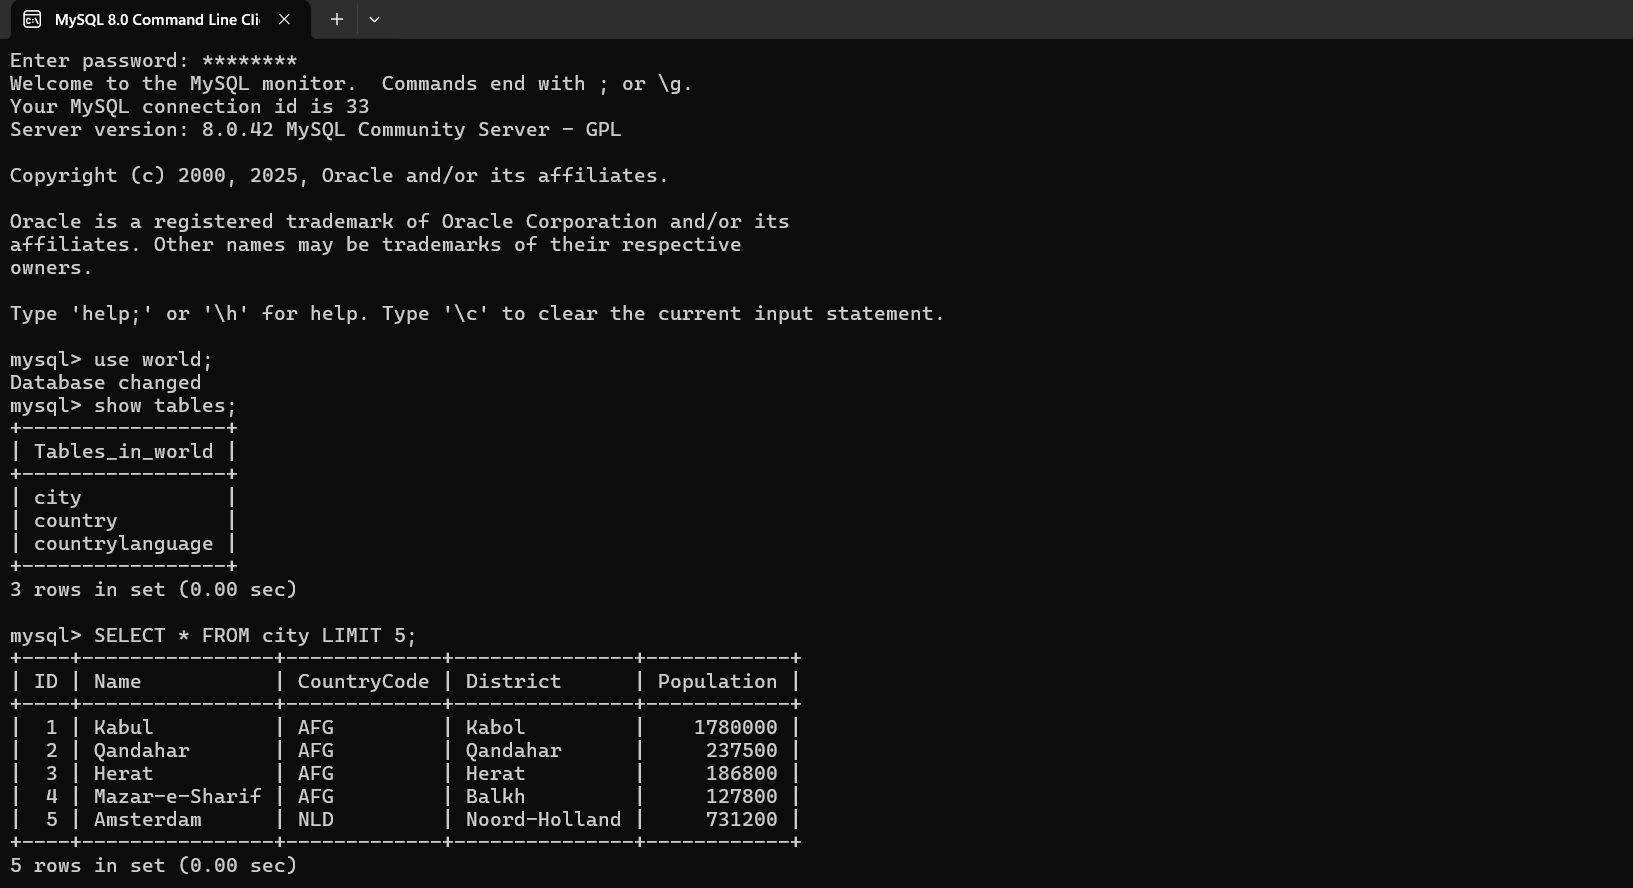 MySQL 8.0 Command Line Cli
Enter password: ********
Welcome to the MySQL monitor.  Commands end with ; or \g.
Your MySQL connection id is 33
Server version: 8.0.42 MySQL Community Server - GPL

Copyright (c) 2000, 2025, Oracle and/or its affiliates.

Oracle is a registered trademark of Oracle Corporation and/or its
affiliates. Other names may be trademarks of their respective
owners.

Type 'help;' or '\h' for help. Type '\c' to clear the current input statement.

mysql> use world;
Database changed
mysql> show tables;
+-----------------+
| Tables_in_world |
+-----------------+
| city            |
| country         |
| countrylanguage |
+-----------------+
3 rows in set (0.00 sec)

mysql> SELECT * FROM city LIMIT 5;
+----+----------------+-------------+---------------+------------+
| ID | Name           | CountryCode | District      | Population |
+----+----------------+-------------+---------------+------------+
|  1 | Kabul          | AFG         | Kabol         |    1780000 |
|  2 | Qandahar       | AFG         | Qandahar      |     237500 |
|  3 | Herat          | AFG         | Herat         |     186800 |
|  4 | Mazar-e-Sharif | AFG         | Balkh         |     127800 |
|  5 | Amsterdam      | NLD         | Noord-Holland |     731200 |
+----+----------------+-------------+---------------+------------+
5 rows in set (0.00 sec)